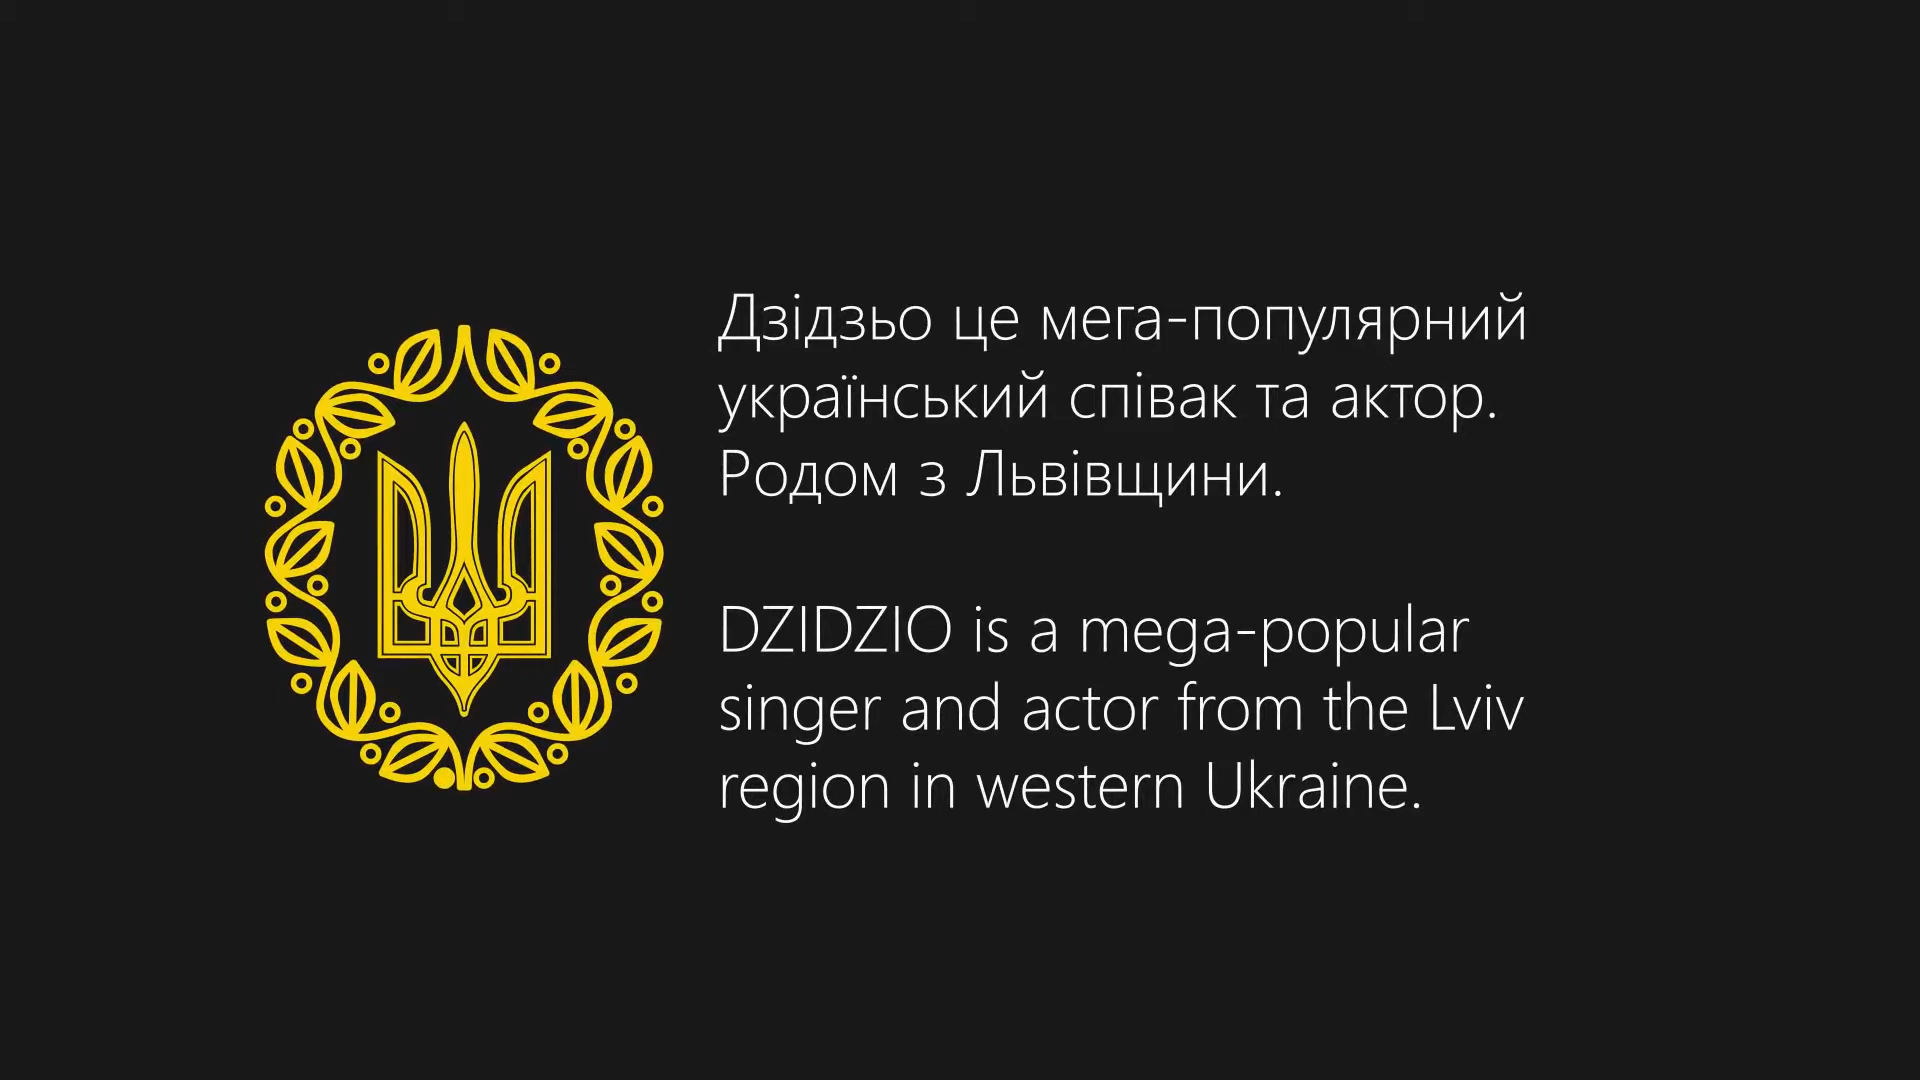 Дзідзьо це мега-популярний
український співак та актор.
Родом з Львівщини.
DZIDZIO is a mega-popular
singer and actor from the Lviv
region in western Ukraine.